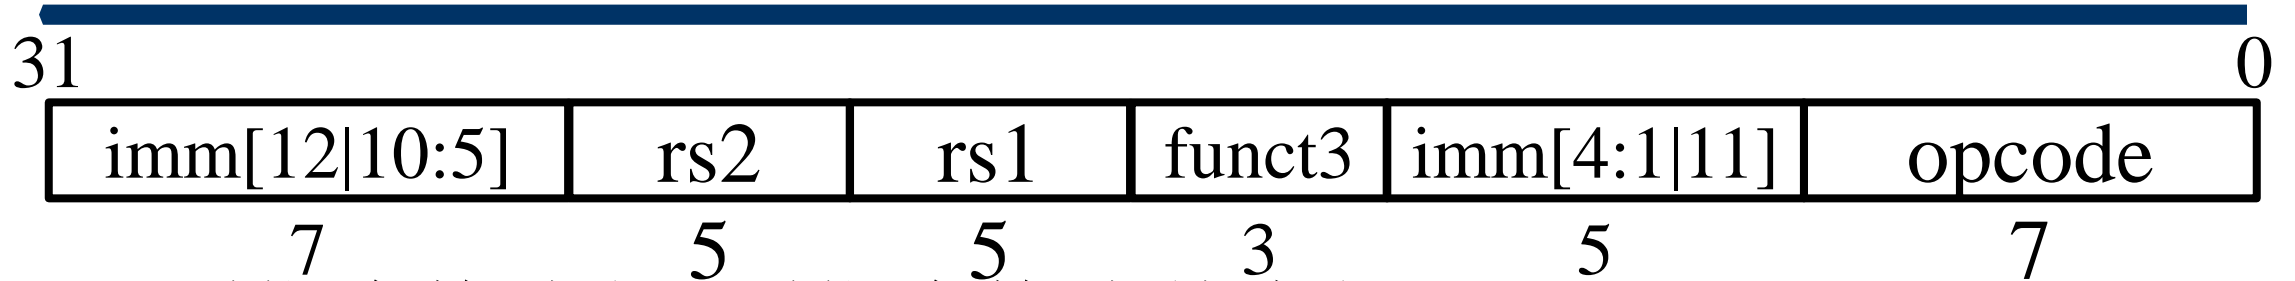 31 0
imm[12|10:5] rs2 rs1 funct3 imm[4:1|11] opcode
7 5 5 3 5 7